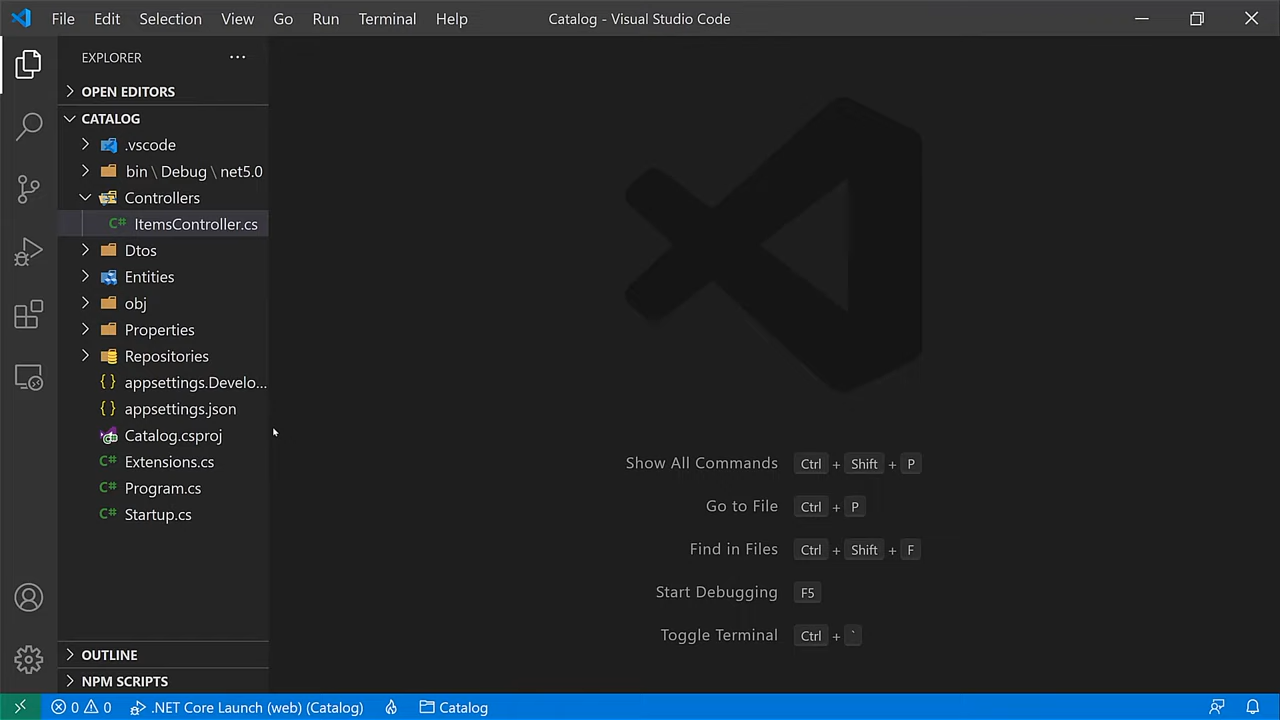 File Edit Selection View Go Run Terminal Help
Catalog - Visual Studio Code
EXPLORER
OPEN EDITORS
CATALOG
.vscode
bin \ Debug \ net5.0
Controllers
C# ItemsController.cs
Dtos
Entities
obj
Properties
Repositories
{} appsettings.Develo...
{} appsettings.json
Catalog.csproj
C# Extensions.cs
C# Program.cs
C# Startup.cs
OUTLINE
NPM SCRIPTS
Show All Commands Ctrl + Shift + P
Go to File Ctrl + P
Find in Files Ctrl + Shift + F
Start Debugging F5
Toggle Terminal Ctrl + `
0 0 .NET Core Launch (web) (Catalog) Catalog